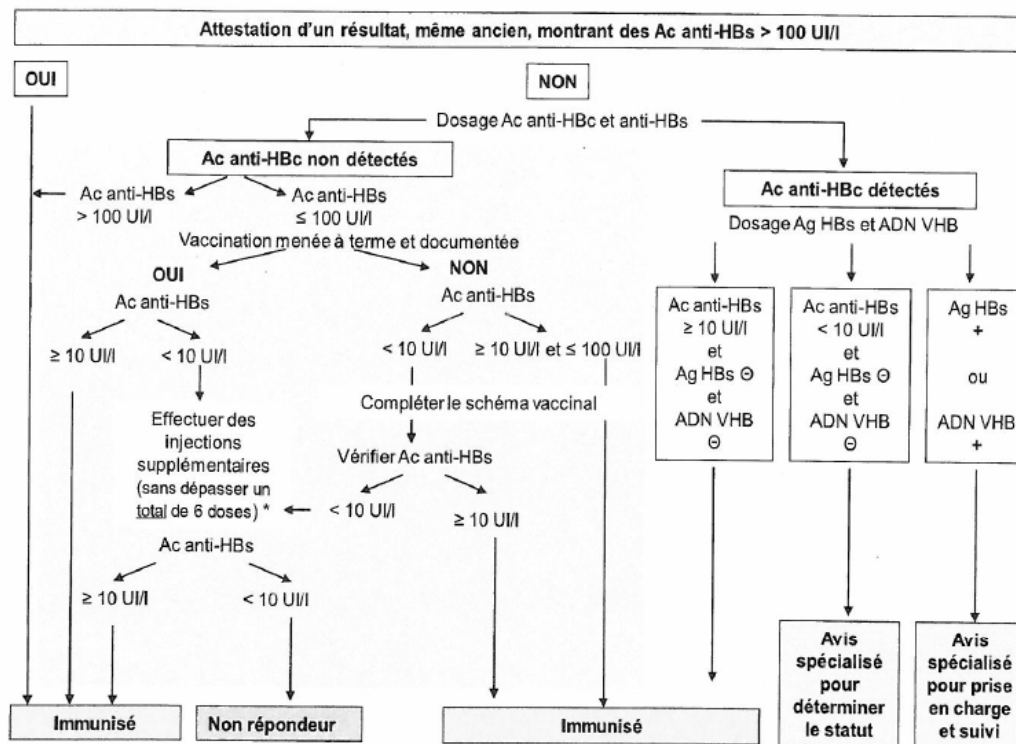 Attestation d'un résultat, même ancien, montrant des Ac anti-HBs > 100 UI/l
OUI
NON
Dosage Ac anti-HBc et anti-HBs
Ac anti-HBc non détectés
Ac anti-HBs
> 100 UI/l
Ac anti-HBs
≤ 100 UI/l
Ac anti-HBc détectés
Dosage Ag HBs et ADN VHB
Vaccination menée à terme et documentée
OUI
Ac anti-HBs
≥ 10 UI/l
< 10 UI/l
NON
Ac anti-HBs
< 10 UI/l
≥ 10 UI/l et ≤ 100 UI/l
Effectuer des
injections
supplémentaires
(sans dépasser un
total de 6 doses) *
Compléter le schéma vaccinal
Vérifier Ac anti-HBs
< 10 UI/l
≥ 10 UI/l
Ac anti-HBs
≥ 10 UI/l
< 10 UI/l
Ac anti-HBs
≥ 10 UI/l
et
Ag HBs Θ
et
ADN VHB
Θ
Ac anti-HBs
< 10 UI/l
et
Ag HBs Θ
et
ADN VHB
Θ
Ag HBs
+
ou
ADN VHB
+
Immunisé
Non répondeur
Immunisé
Avis
spécialisé
pour
déterminer
le statut
Avis
spécialisé
pour prise
en charge
et suivi